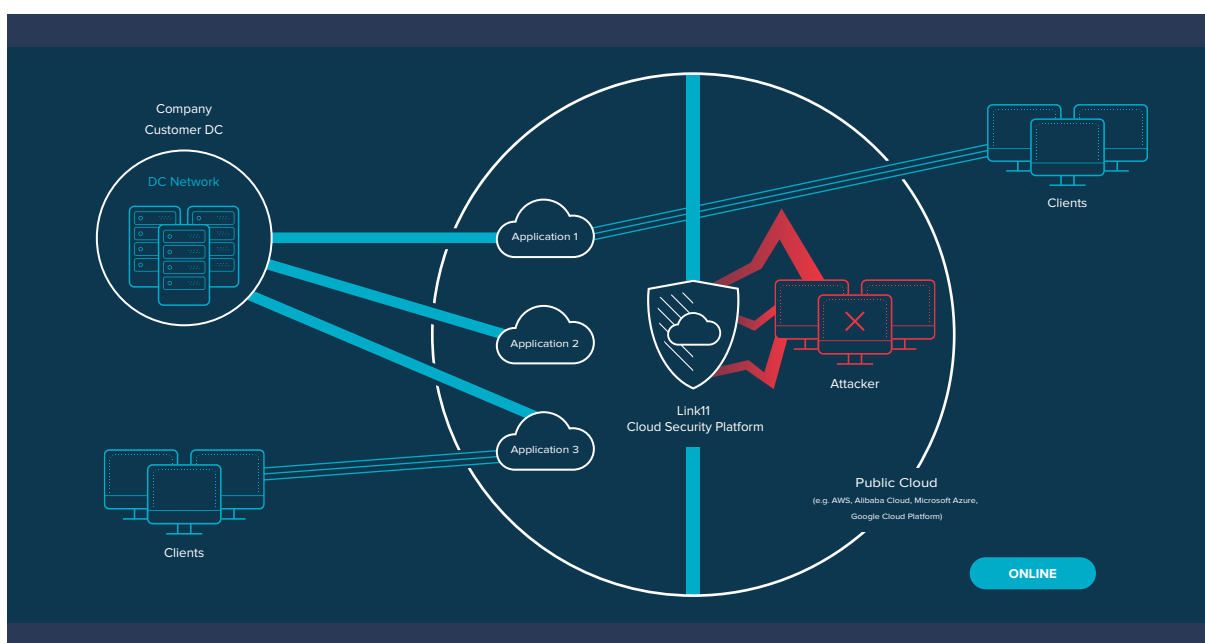 Company
Customer DC
DC Network
Clients
Application 1
Application 2
Attacker
Link11
Cloud Security Platform
Application 3
Public Cloud
(e.g. AWS, Alibaba Cloud, Microsoft Azure,
Google Cloud Platform)
Clients
ONLINE